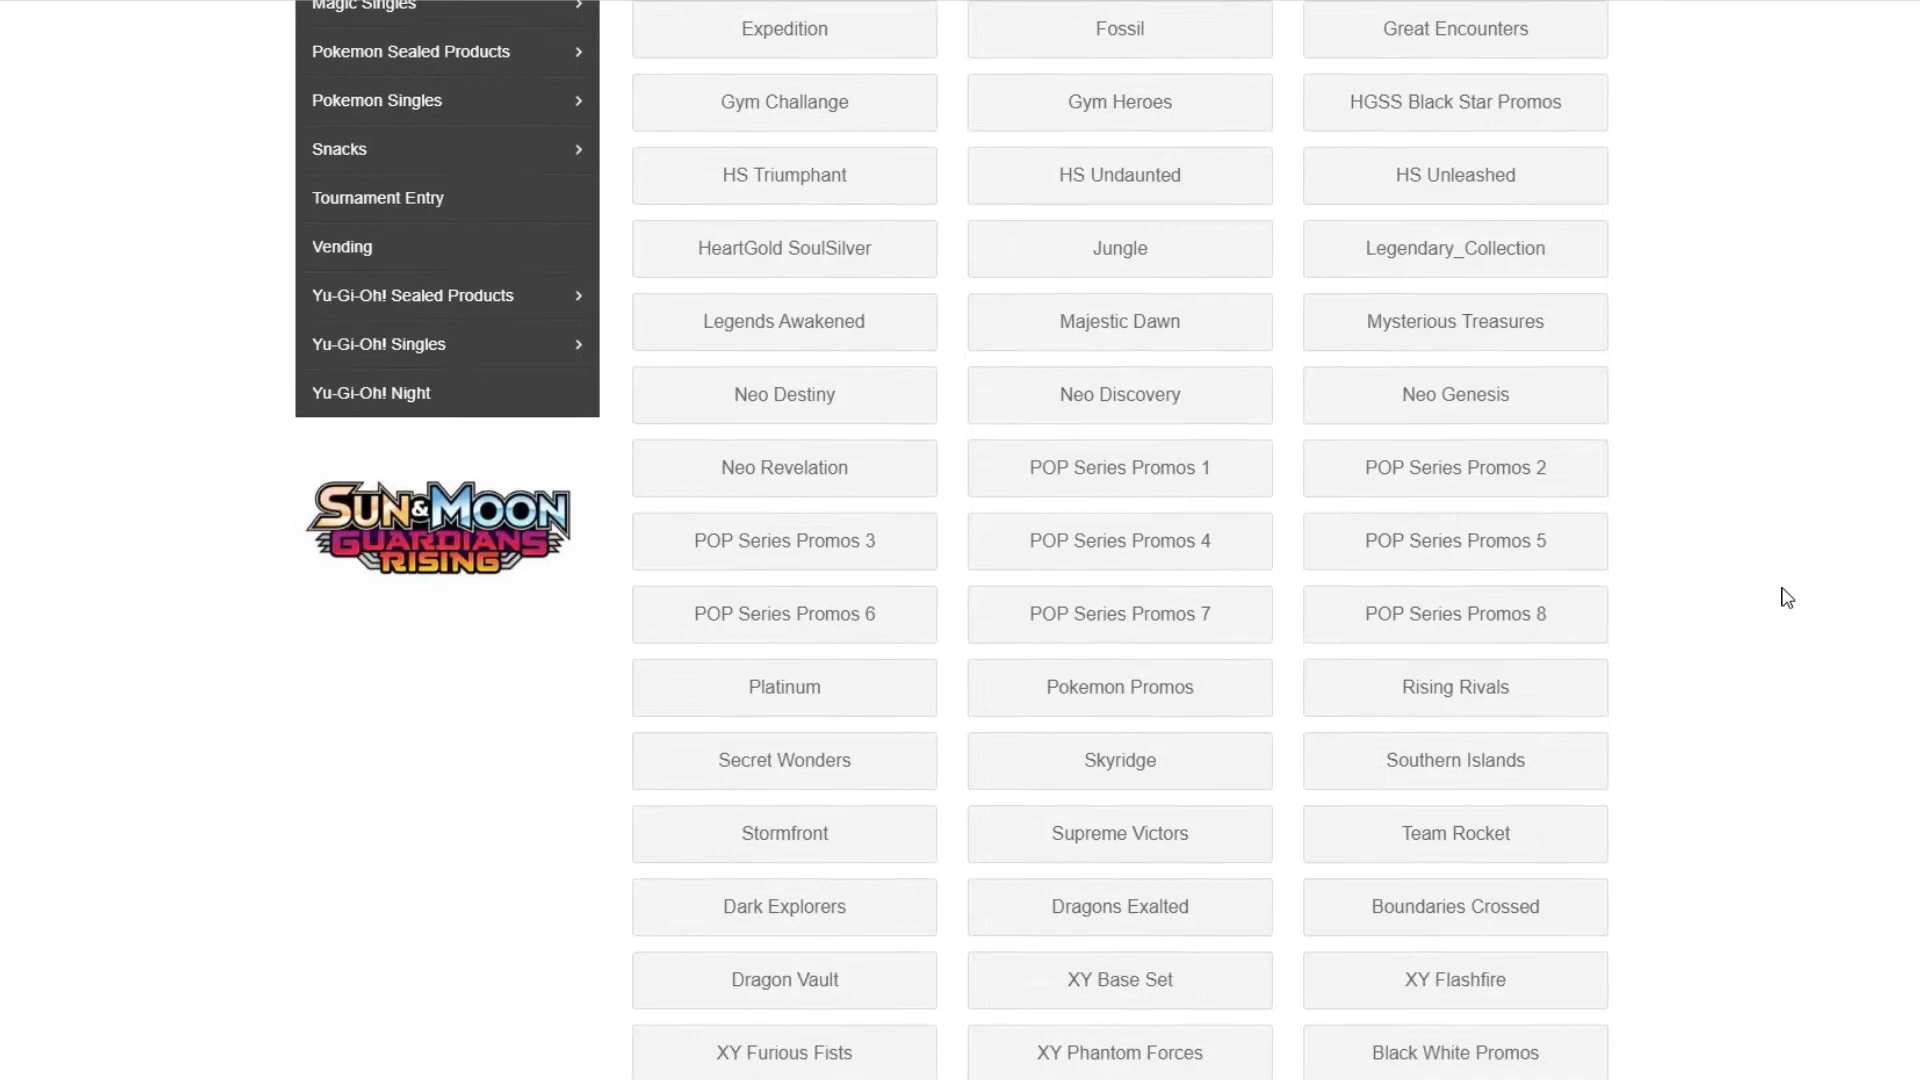 Magic Singles
Pokemon Sealed Products
Pokemon Singles
Snacks
Tournament Entry
Vending
Yu-Gi-Oh! Sealed Products
Yu-Gi-Oh! Singles
Yu-Gi-Oh! Night
SUN & MOON
GUARDIANS
RISING
Expedition
Fossil
Great Encounters
Gym Challange
Gym Heroes
HGSS Black Star Promos
HS Triumphant
HS Undaunted
HS Unleashed
HeartGold SoulSilver
Jungle
Legendary_Collection
Legends Awakened
Majestic Dawn
Mysterious Treasures
Neo Destiny
Neo Discovery
Neo Genesis
Neo Revelation
POP Series Promos 1
POP Series Promos 2
POP Series Promos 3
POP Series Promos 4
POP Series Promos 5
POP Series Promos 6
POP Series Promos 7
POP Series Promos 8
Platinum
Pokemon Promos
Rising Rivals
Secret Wonders
Skyridge
Southern Islands
Stormfront
Supreme Victors
Team Rocket
Dark Explorers
Dragons Exalted
Boundaries Crossed
Dragon Vault
XY Base Set
XY Flashfire
XY Furious Fists
XY Phantom Forces
Black White Promos